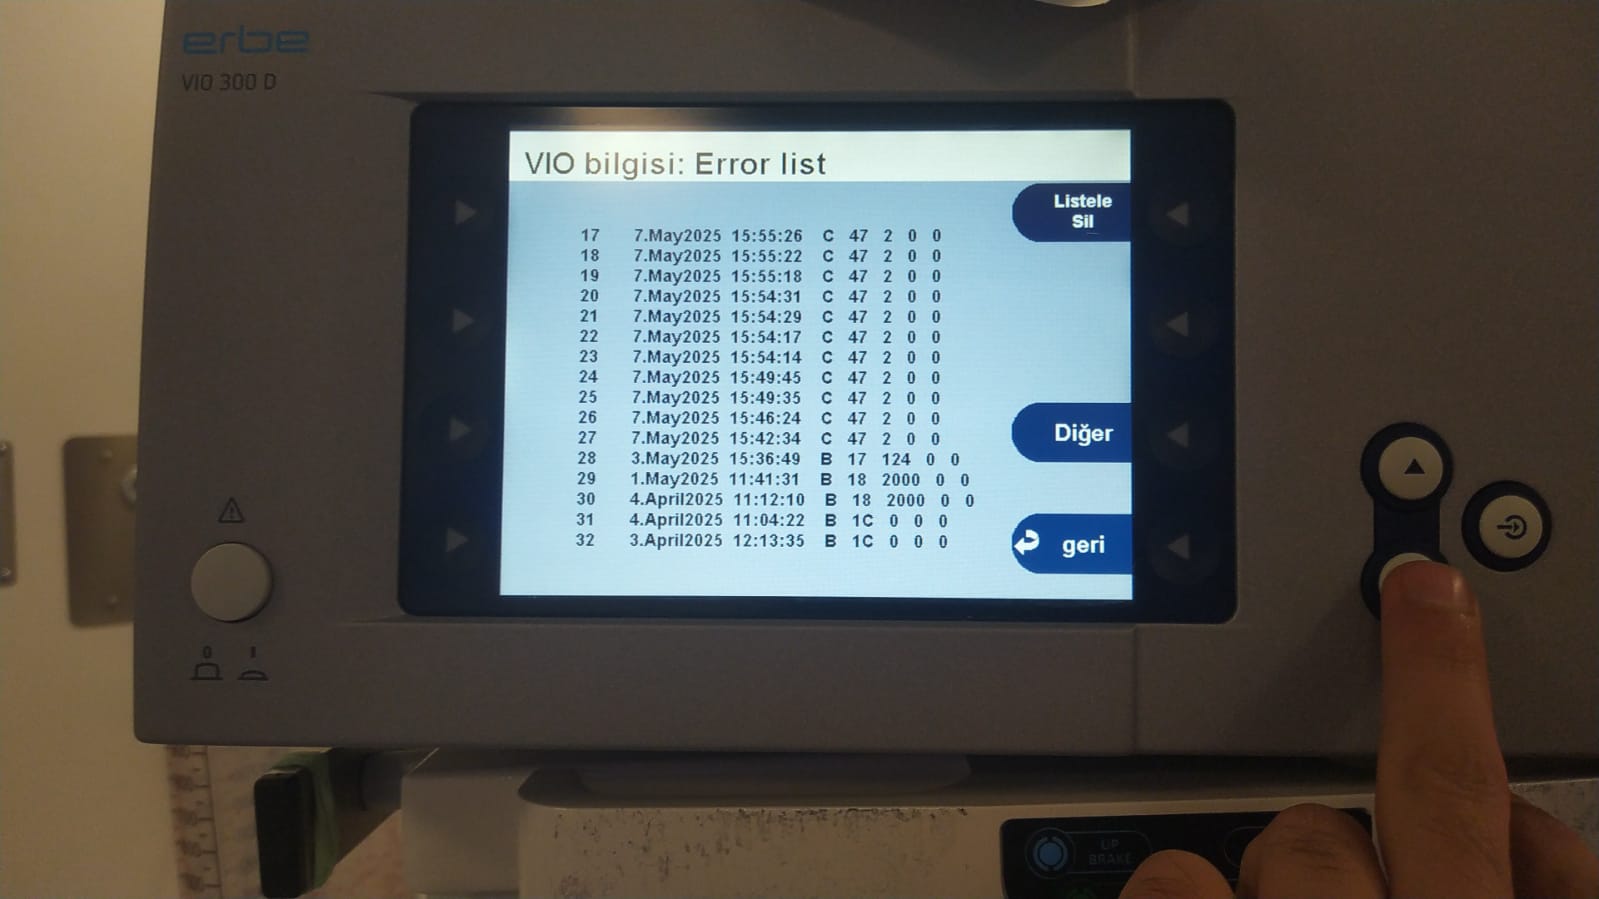 erbe
VIO 300 D
VIO bilgisi: Error list
Listele
Sil
17 7.May2025 15:55:26 C 47 2 0 0
18 7.May2025 15:55:22 C 47 2 0 0
19 7.May2025 15:55:18 C 47 2 0 0
20 7.May2025 15:54:31 C 47 2 0 0
21 7.May2025 15:54:29 C 47 2 0 0
22 7.May2025 15:54:17 C 47 2 0 0
23 7.May2025 15:54:14 C 47 2 0 0
24 7.May2025 15:49:45 C 47 2 0 0
25 7.May2025 15:49:35 C 47 2 0 0
26 7.May2025 15:46:24 C 47 2 0 0
27 7.May2025 15:42:34 C 47 2 0 0
28 3.May2025 15:36:49 B 17 124 0 0
29 1.May2025 11:41:31 B 18 2000 0 0
30 4.April2025 11:12:10 B 18 2000 0 0
31 4.April2025 11:04:22 B 1C 0 0 0
32 3.April2025 12:13:35 B 1C 0 0 0
Diğer
geri
0 I
UP
BRAKE